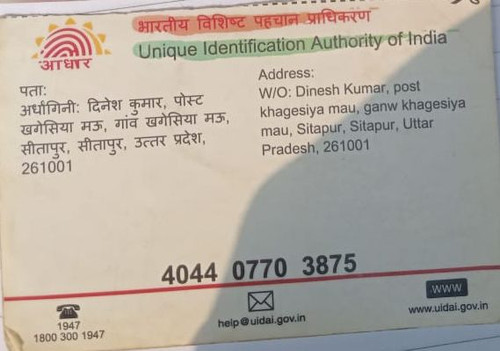 भारतीय विशिष्ट पहचान प्राधिकरण
Unique Identification Authority of India
आधार
पता:
अर्धांगिनी: दिनेश कुमार, पोस्ट
खगेसिया मऊ, गांव खगेसिया मऊ,
सीतापुर, सीतापुर, उत्तर प्रदेश,
261001
Address:
W/O: Dinesh Kumar, post
khagesiya mau, ganw khagesiya
mau, Sitapur, Sitapur, Uttar
Pradesh, 261001
4044 0770 3875
1947
1800 300 1947
help@uidai.gov.in
WWW
www.uidai.gov.in